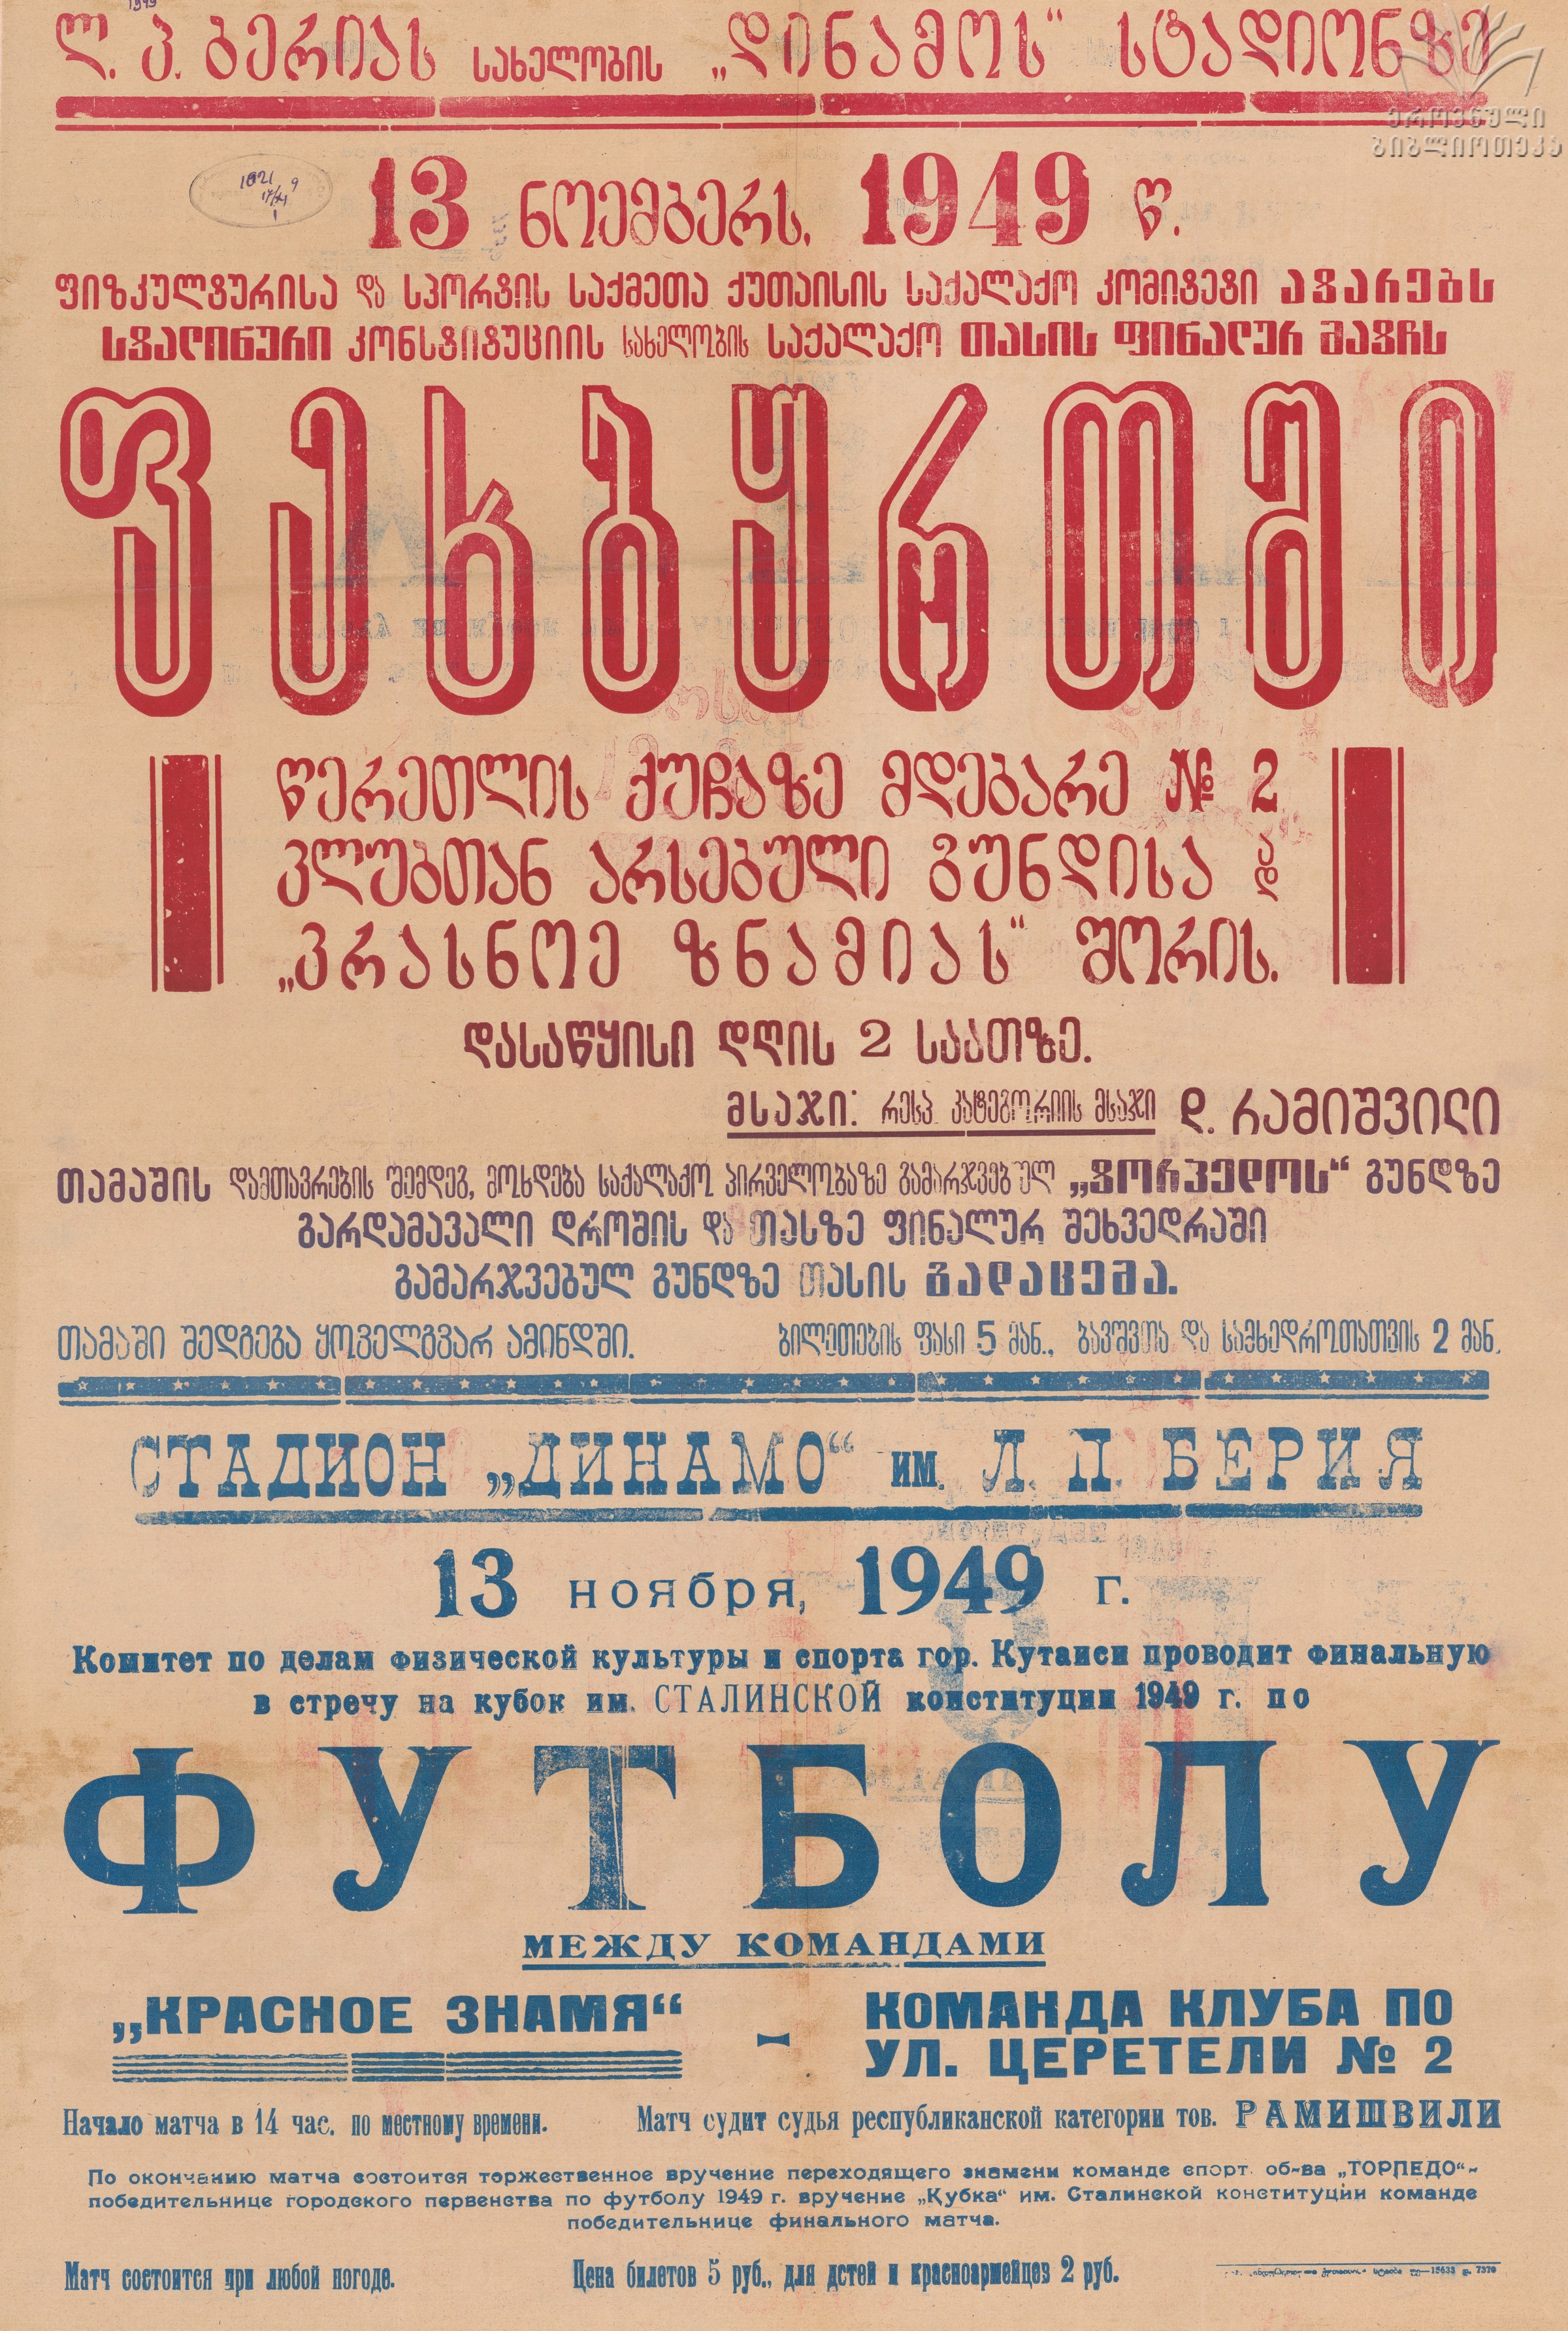 ლ. პ. ბერიას სახელობის „დინამოს“ სტადიონზე
ეროვნული
ბიბლიოთეკა
13 ნოემბერს, 1949 წ.
ფიზკულტურისა და სპორტის საქმეთა ქუთაისის საქალაქო კომიტეტი ატარებს
სტალინური კონსტიტუციის სახელობის საქალაქო თასის ფინალურ მატჩს
ფეხბურთში
წერეთლის ქუჩაზე მდებარე № 2
კლუბთან არსებული გუნდისა და
„კრასნოე ზნამიას“ შორის.
დასაწყისი დღის 2 საათზე.
მსაჯი: რესპ. კატეგორიის მსაჯი დ. რამიშვილი
თამაშის დამთავრების შემდეგ, მოხდება საქალაქო პირველობაზე გამარჯვებულ „ტორპედოს“ გუნდზე
გარდამავალი დროშის და თასზე ფინალურ შეხვედრაში
გამარჯვებულ გუნდზე თასის გადაცემა.
თამაში შედგება ყოველგვარ ამინდში. ბილეთების ფასი 5 მან., ბავშვთა და სამხედროთათვის 2 მან.
СТАДИОН „ДИНАМО“ им. Л. П. БЕРИЯ
13 ноября, 1949 г.
Комитет по делам физической культуры и спорта гор. Кутаиси проводит финальную
в стречу на кубок им. СТАЛИНСКОЙ конституции 1949 г. по
ФУТБОЛУ
МЕЖДУ КОМАНДАМИ
„КРАСНОЕ ЗНАМЯ“ - КОМАНДА КЛУБА ПО
УЛ. ЦЕРЕТЕЛИ № 2
Начало матча в 14 час. по местному времени. Матч судит судья республиканской категории тов. РАМИШВИЛИ
По окончанию матча состоится торжественное вручение переходящего знамени команде спорт. об-ва „ТОРПЕДО“-
победительнице городского первенства по футболу 1949 г. вручение „Кубка“ им. Сталинской конституции команде
победительнице финального матча.
Матч состоится при любой погоде. Цена билетов 5 руб., для детей и красноармейцев 2 руб.